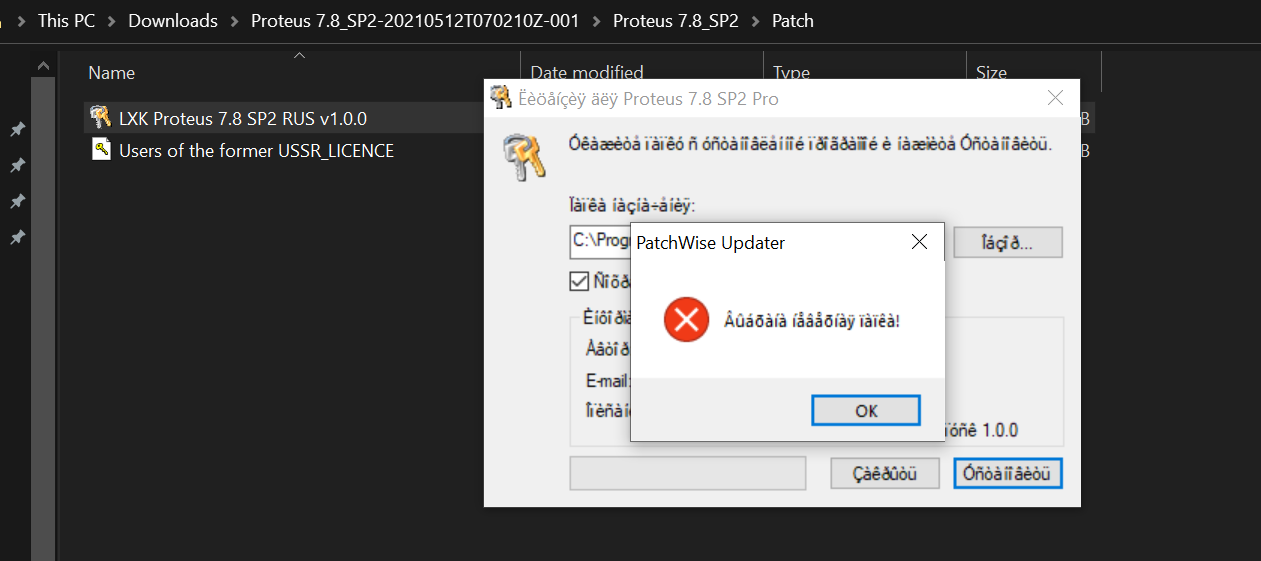 This PC > Downloads > Proteus 7.8_SP2-20210512T070210Z-001 > Proteus 7.8_SP2 > Patch
Name Date modified Type Size
LXK Proteus 7.8 SP2 RUS v1.0.0
Users of the former USSR_LICENCE
B
B
Ëèöåíçèÿ äëÿ Proteus 7.8 SP2 Pro
Óêàæèòå ïàïêó ñ óñòàíîâëåííîé ïðîãðàììîé è íàæìèòå Óñòàíîâèòü.
Ïàïêà íàçíà÷åíèÿ:
C:\Progr
Îáçîð...
Ñîõðà
Èíôîðìà
Àâòîð
E-mail:
Îïèñàíè
ïóñê 1.0.0
Çàêðûòü
Óñòàíîâèòü
PatchWise Updater
Âûáðàíà íåâåðíàÿ ïàïêà!
OK